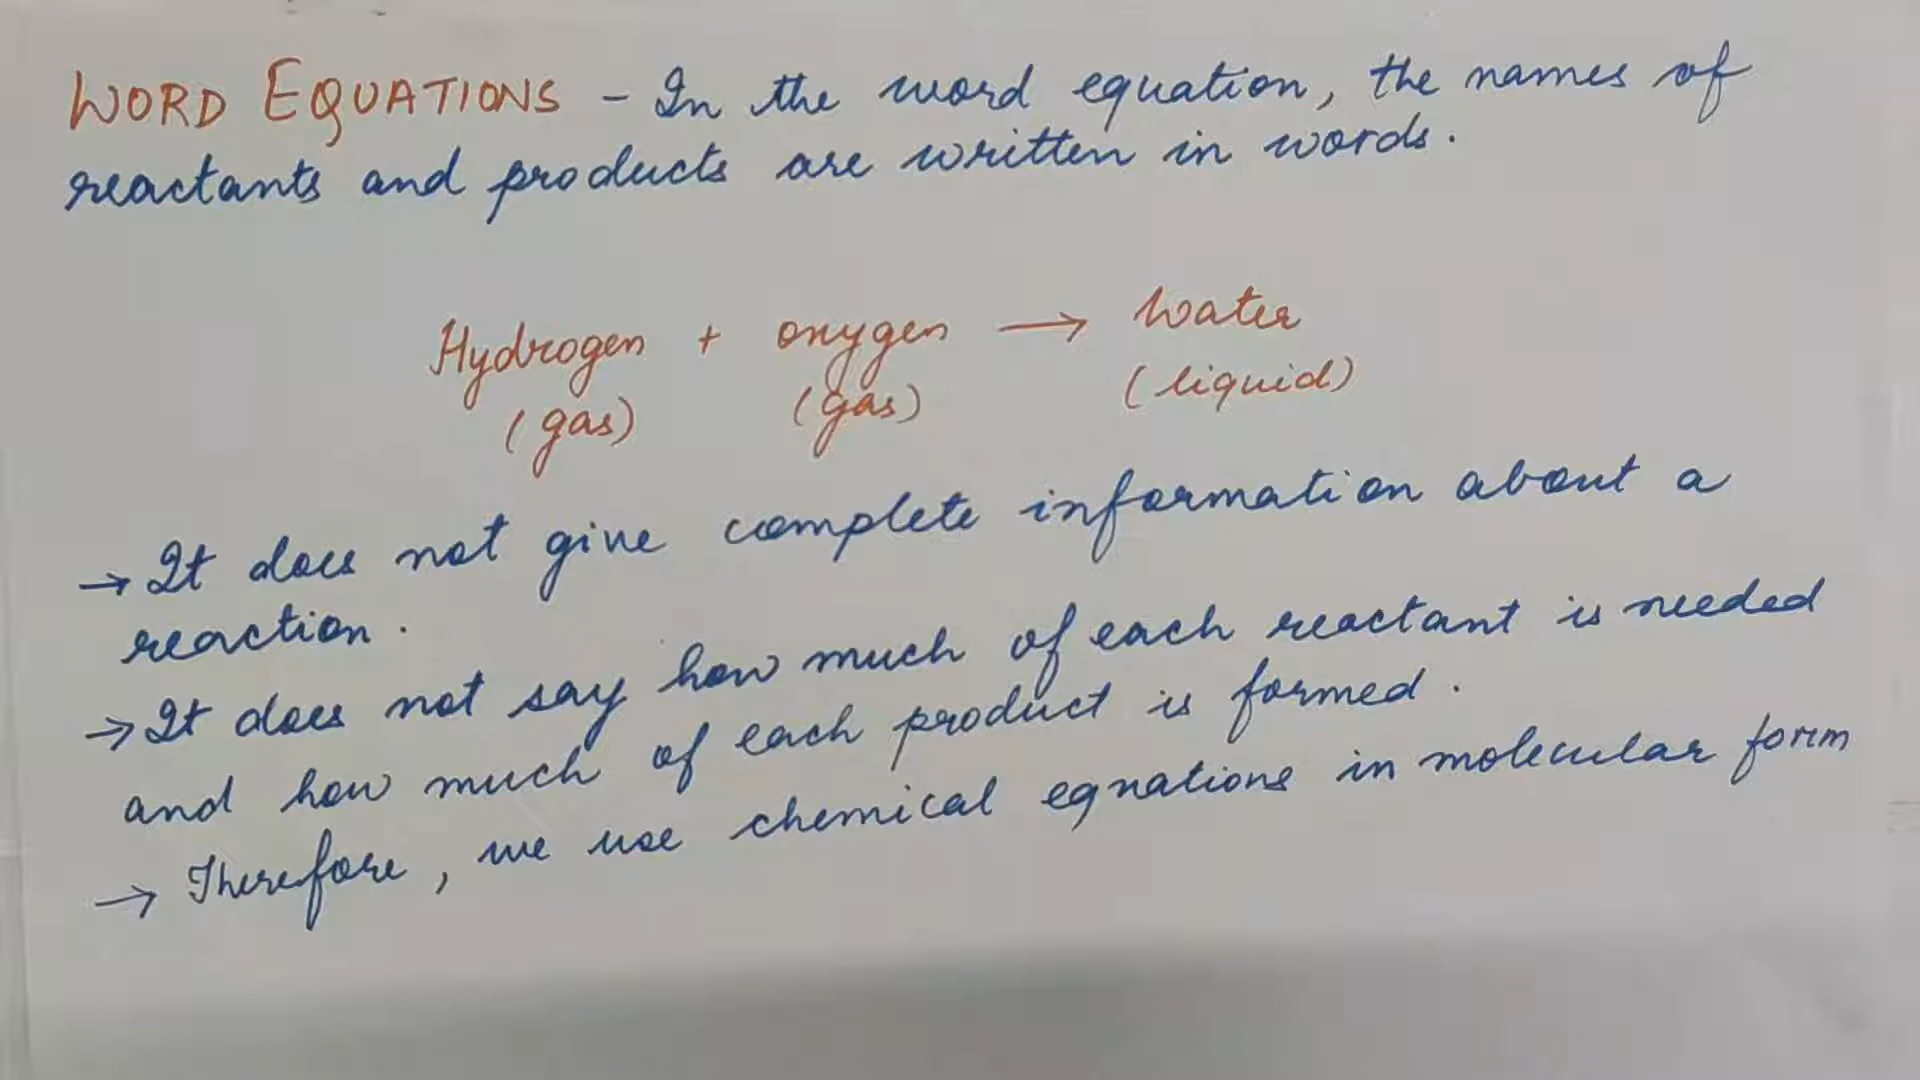 WORD EQUATIONS - In the word equation, the names of
reactants and products are written in words.
Hydrogen + oxygen → Water
(gas) (gas) (liquid)
→ It does not give complete information about a
reaction.
→ It does not say how much of each reactant is needed
and how much of each product is formed.
→ Therefore, we use chemical equations in molecular form